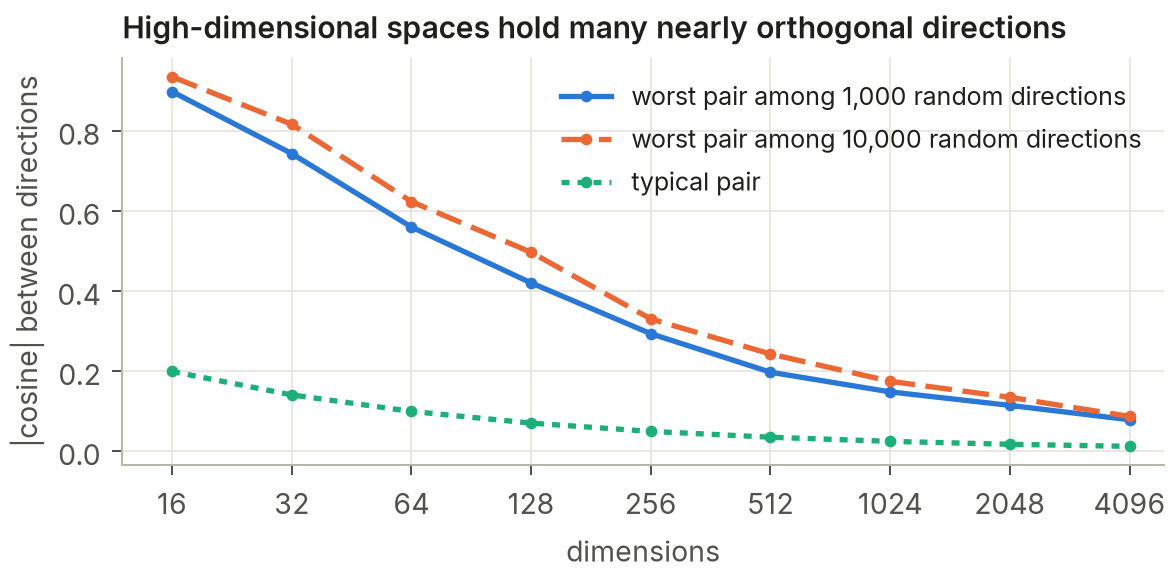 High-dimensional spaces hold many nearly orthogonal directions
worst pair among 1,000 random directions
worst pair among 10,000 random directions
typical pair
|cosine| between directions
0.8
0.6
0.4
0.2
0.0
16 32 64 128 256 512 1024 2048 4096
dimensions